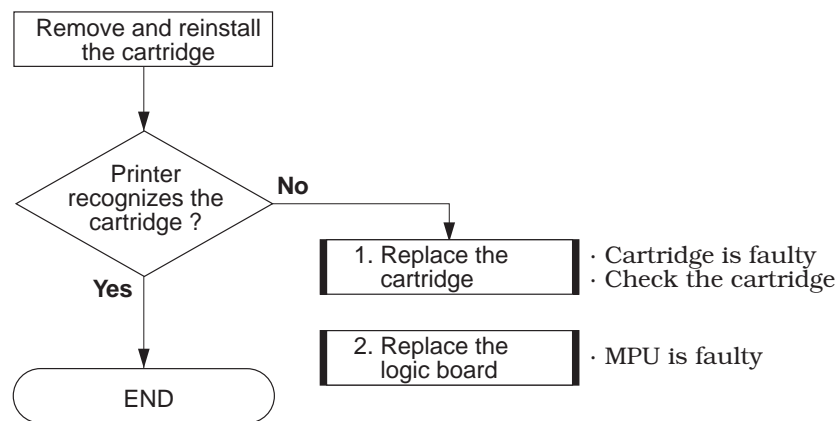 Remove and reinstall
the cartridge
Printer
recognizes the
cartridge ?
No
Yes
1. Replace the
cartridge
· Cartridge is faulty
· Check the cartridge
2. Replace the
logic board
· MPU is faulty
END